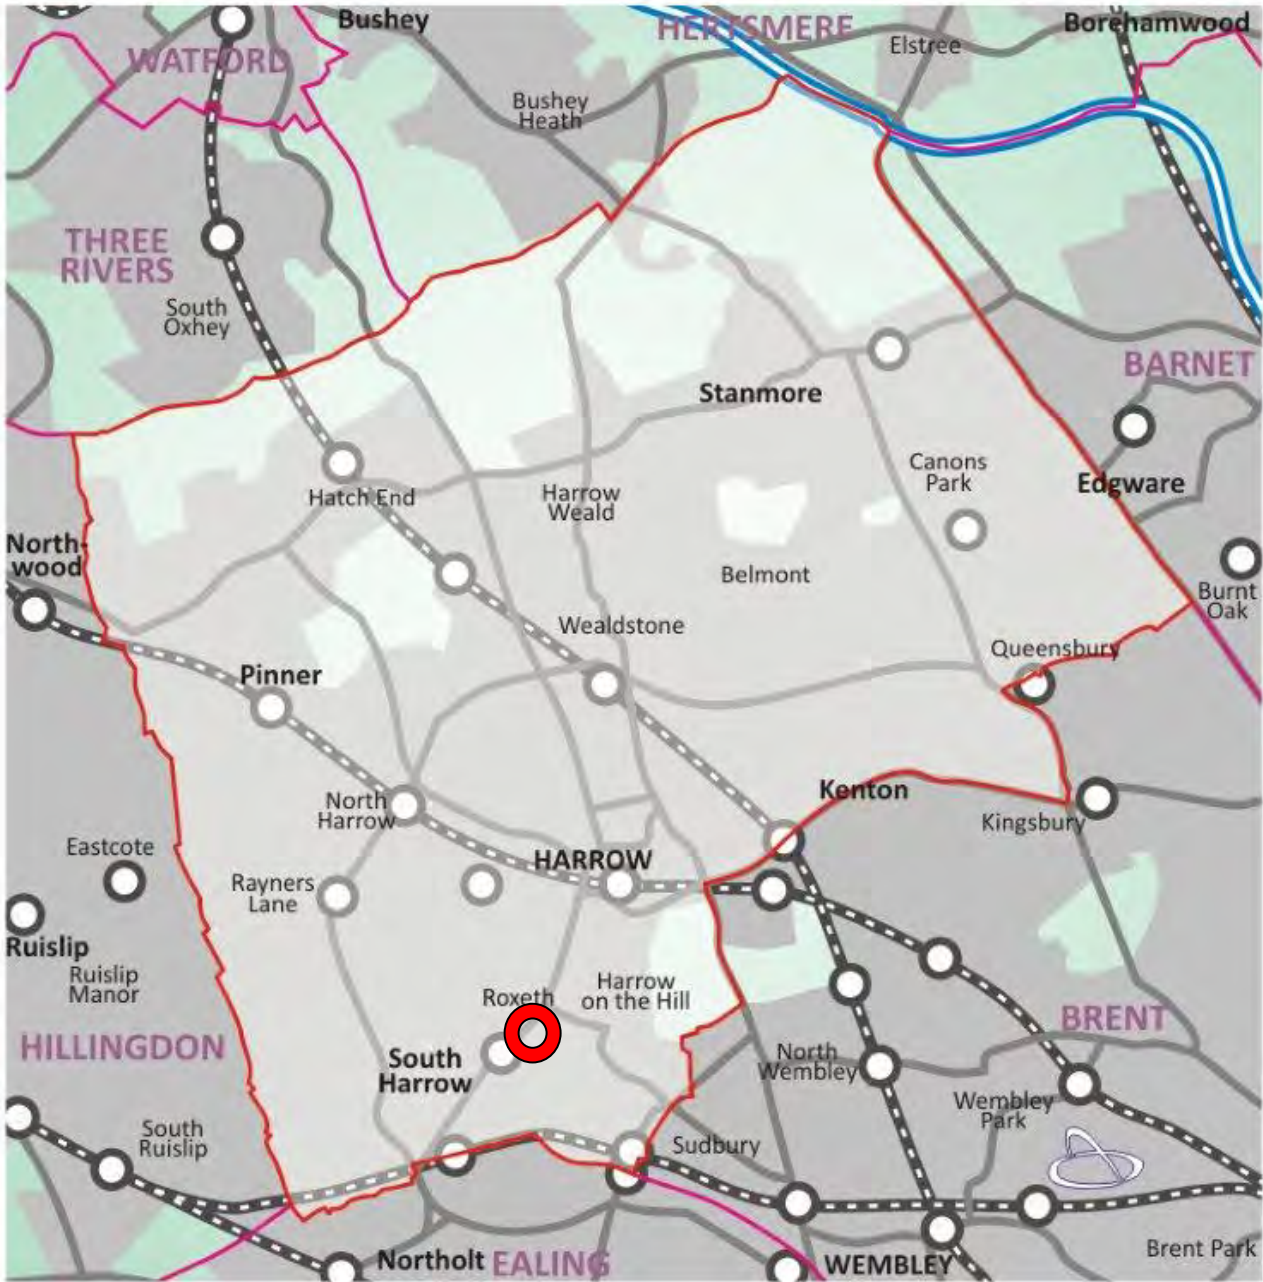 Bushey
HERTSMERE
Borehamwood
Elstree
WATFORD
Bushey
Heath
THREE
RIVERS
South
Oxhey
BARNET
Stanmore
Canons
Park
Edgware
Hatch End
Harrow
Weald
North-
wood
Belmont
Burnt
Oak
Wealdstone
Queensbury
Pinner
North
Harrow
Kenton
Kingsbury
Eastcote
HARROW
Rayners
Lane
Ruislip
Ruislip
Manor
Roxeth
Harrow
on the Hill
BRENT
HILLINGDON
South
Harrow
North
Wembley
Wembley
Park
South
Ruislip
Sudbury
Northolt
EALING
WEMBLEY
Brent Park